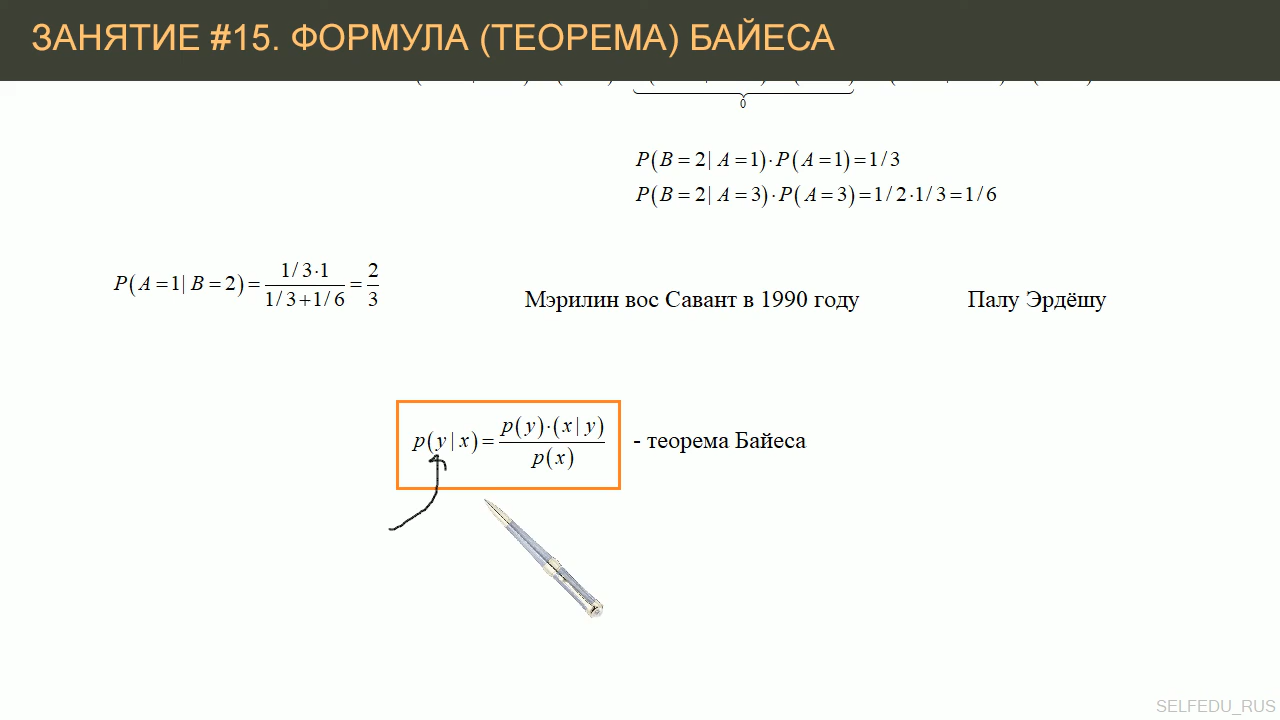 ЗАНЯТИЕ #15. ФОРМУЛА (ТЕОРЕМА) БАЙЕСА
0
P(B = 2| A = 1)·P(A = 1) = 1/3
P(B = 2| A = 3)·P(A = 3) = 1/2·1/3 = 1/6
P(A = 1| B = 2) = (1/3·1)/(1/3+1/6) = 2/3
Мэрилин вос Савант в 1990 году Палу Эрдёшу
p(y|x) = p(y)·(x|y)/p(x) - теорема Байеса
SELFEDU_RUS